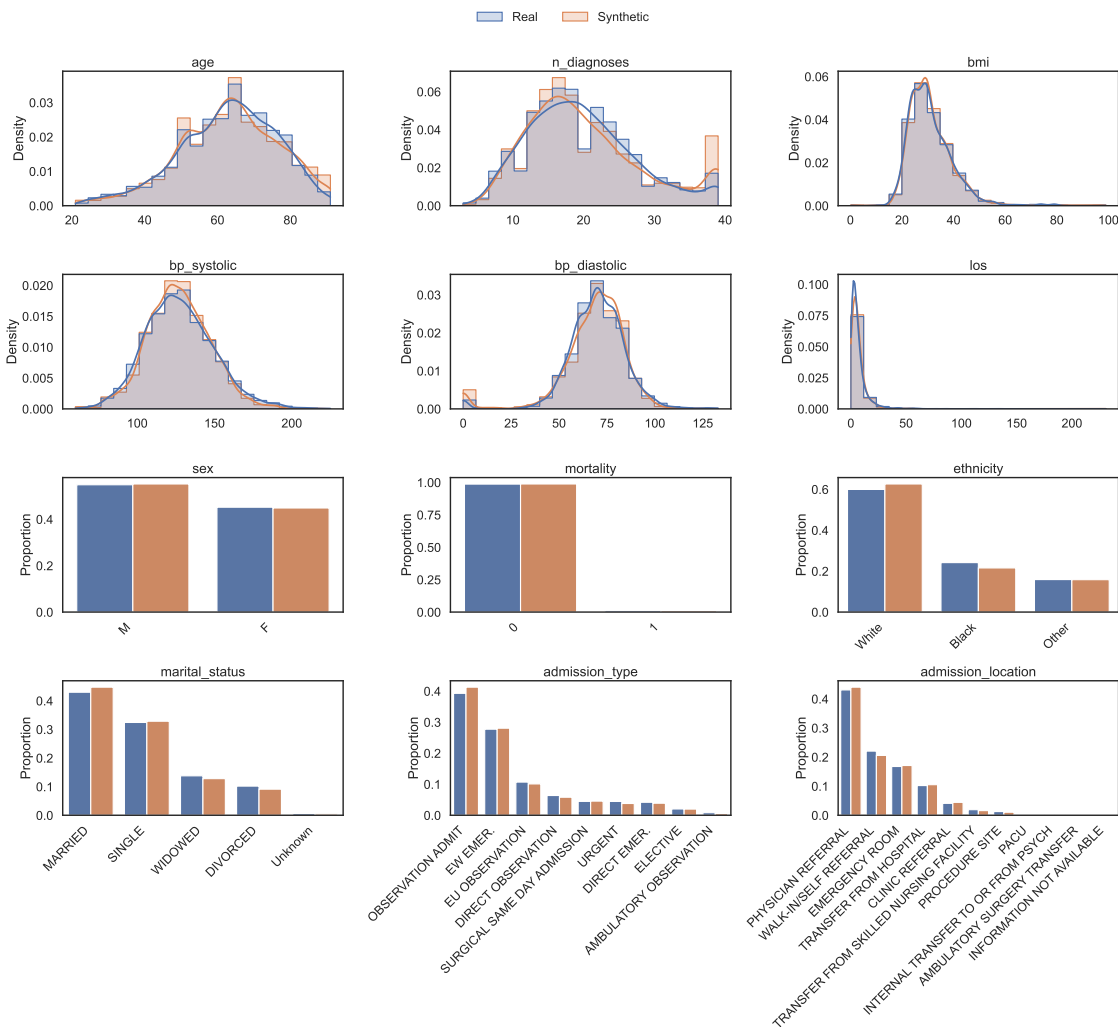 Real Synthetic
age
Density
0.00 0.01 0.02 0.03
20 40 60 80
n_diagnoses
0.00 0.02 0.04 0.06
10 20 30 40
bmi
0.00 0.02 0.04 0.06
0 20 40 60 80 100
bp_systolic
Density
0.000 0.005 0.010 0.015 0.020
100 150 200
bp_diastolic
0.00 0.01 0.02 0.03
0 25 50 75 100 125
los
Density
0.000 0.025 0.050 0.075 0.100
0 50 100 150 200
sex
Proportion
0.0 0.2 0.4
M F
mortality
Proportion
0.00 0.25 0.50 0.75 1.00
0 1
ethnicity
Proportion
0.0 0.2 0.4 0.6
White Black Other
marital_status
Proportion
0.0 0.1 0.2 0.3 0.4
MARRIED
SINGLE
WIDOWED
DIVORCED
Unknown
admission_type
Proportion
0.0 0.1 0.2 0.3 0.4
OBSERVATION ADMIT
EW EMER.
EU OBSERVATION
DIRECT OBSERVATION
SURGICAL SAME DAY ADMISSION
URGENT
DIRECT EMER.
ELECTIVE
AMBULATORY OBSERVATION
admission_location
Proportion
0.0 0.1 0.2 0.3 0.4
PHYSICIAN REFERRAL
WALK-IN/SELF REFERRAL
EMERGENCY ROOM
TRANSFER FROM HOSPITAL
CLINIC REFERRAL
TRANSFER FROM SKILLED NURSING FACILITY
PROCEDURE SITE
PACU
INTERNAL TRANSFER TO OR FROM PSYCH
AMBULATORY SURGERY TRANSFER
INFORMATION NOT AVAILABLE